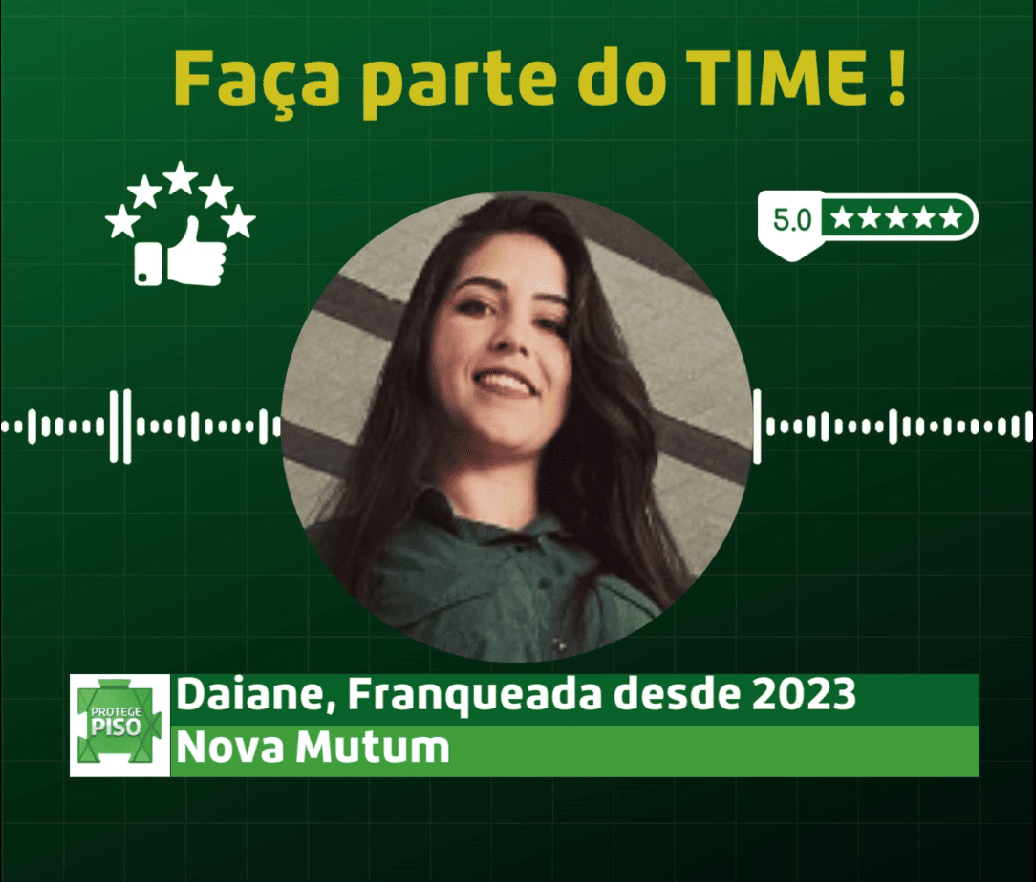 Faça parte do TIME !
5.0
Daiane, Franqueada desde 2023
PROTEGE
PISO
Nova Mutum